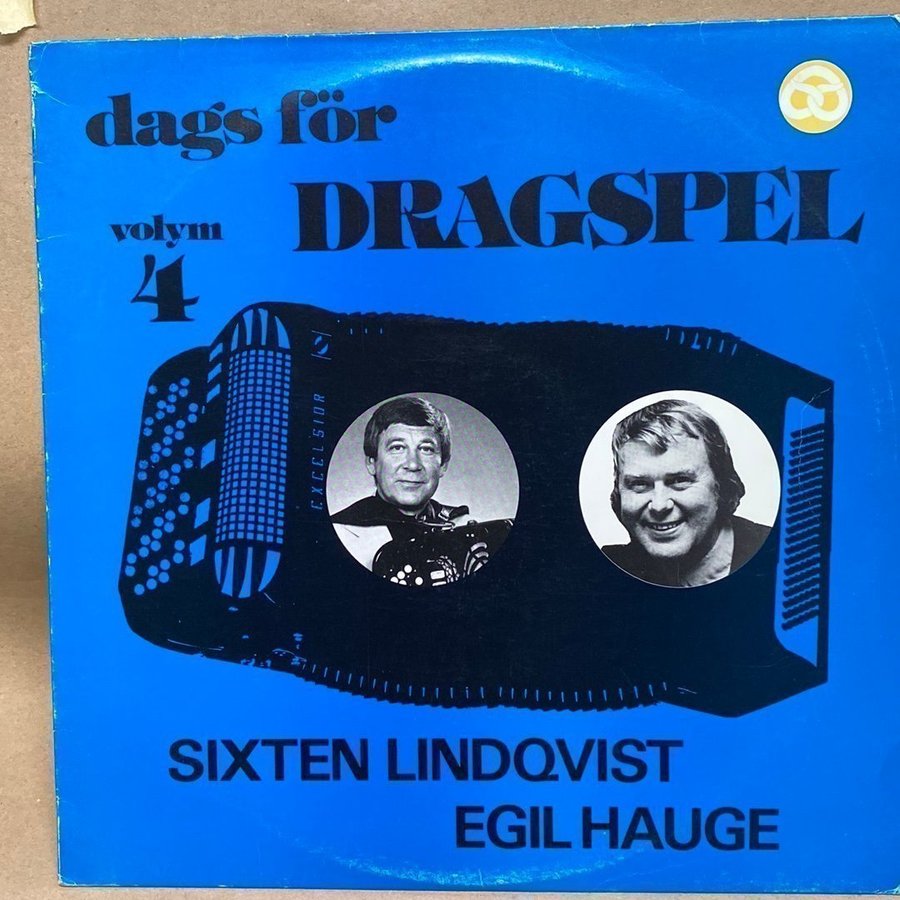 dags för
DRAGSPEL
volym
4
EXCELSIOR
SIXTEN LINDQVIST
EGIL HAUGE